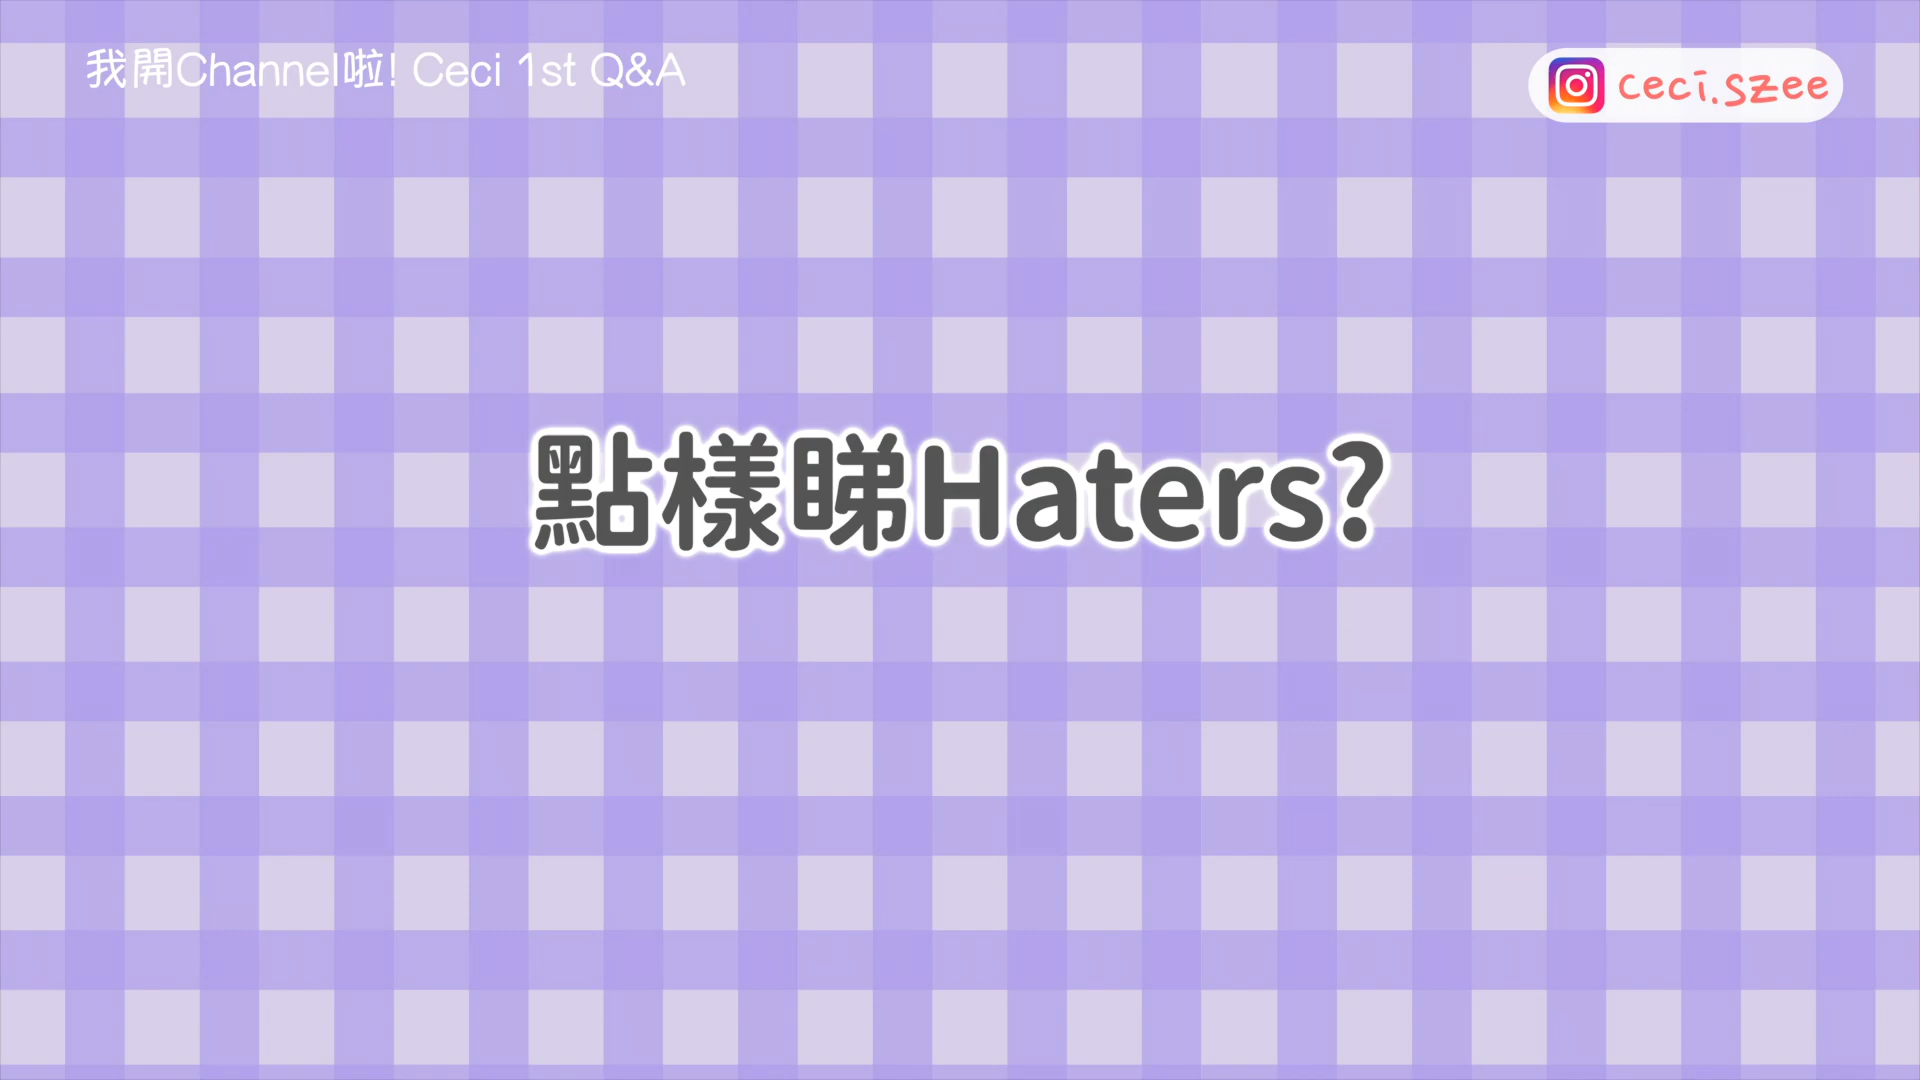 我開Channel啦! Ceci 1st Q&A
ceci.szee
點樣睇Haters?